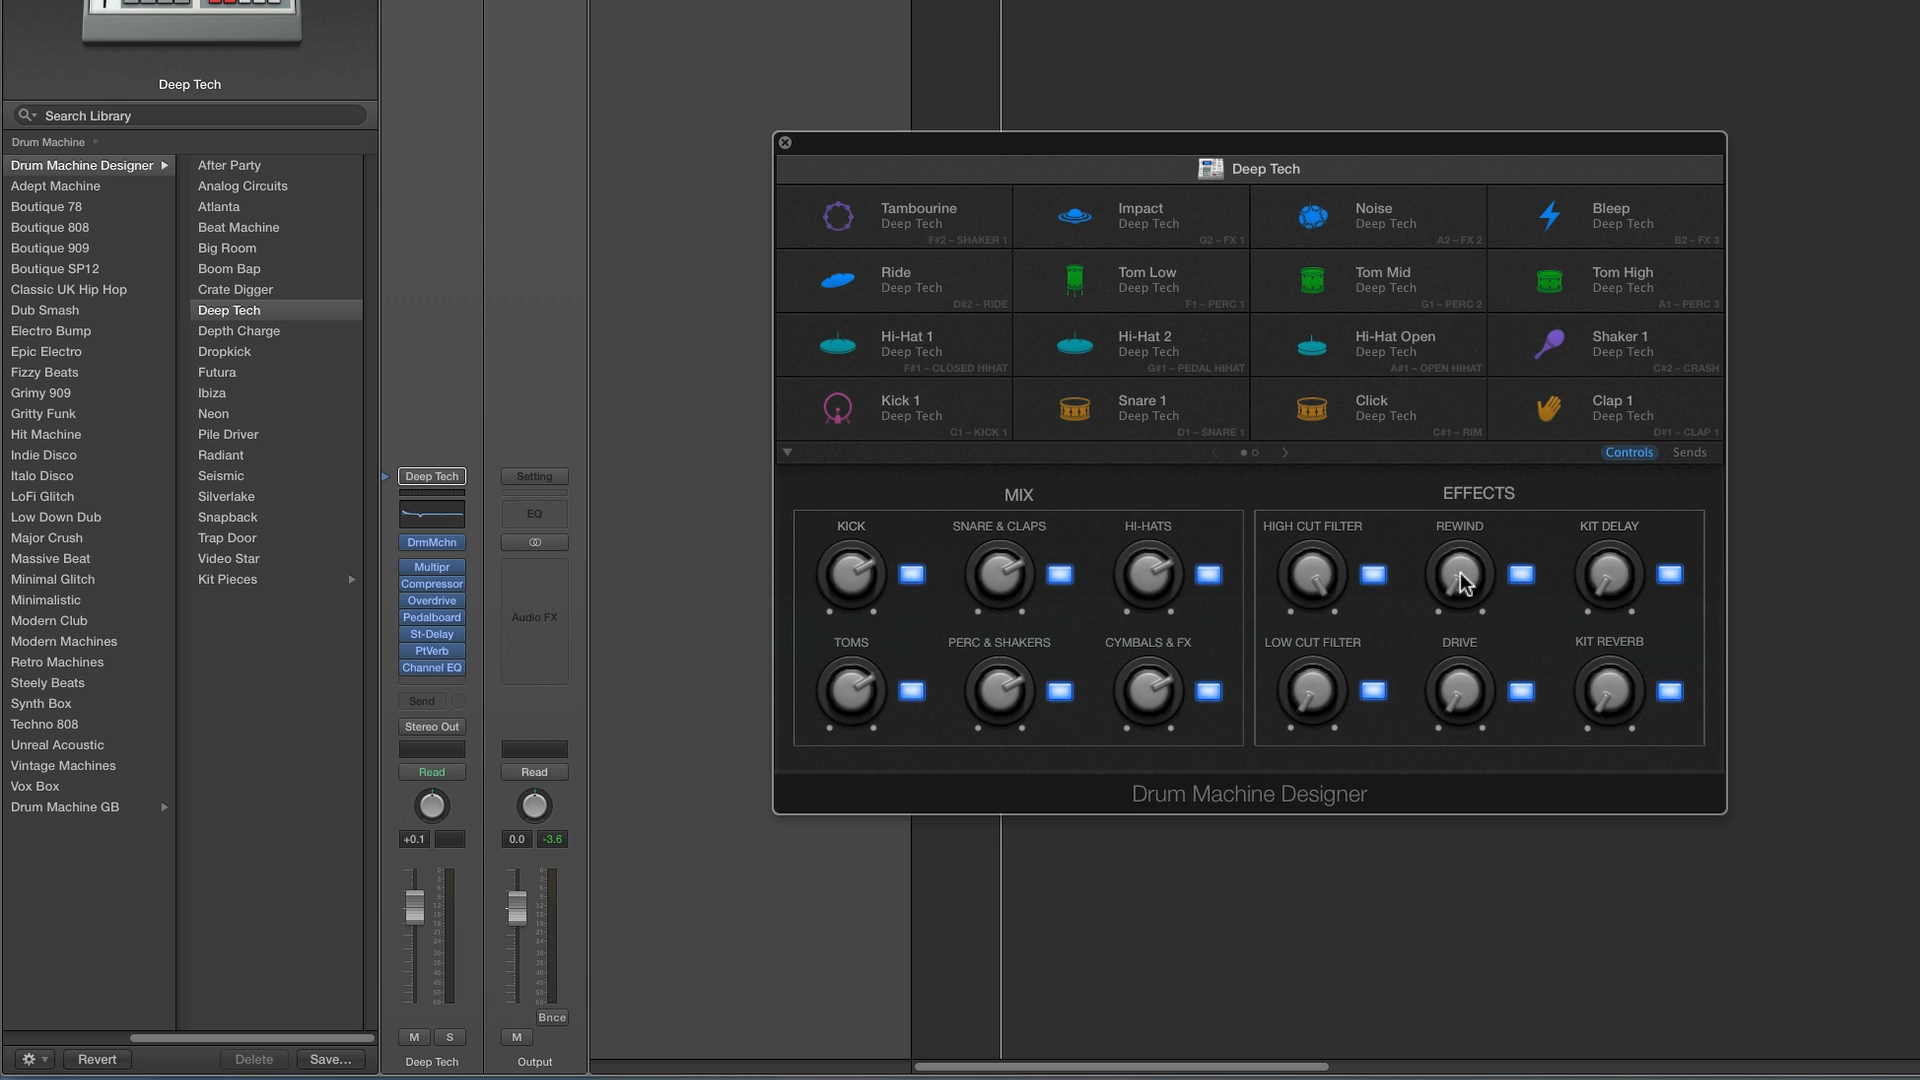 Deep Tech
Search Library
Drum Machine
Drum Machine Designer
Adept Machine
Boutique 78
Boutique 808
Boutique 909
Boutique SP12
Classic UK Hip Hop
Dub Smash
Electro Bump
Epic Electro
Fizzy Beats
Grimy 909
Gritty Funk
Hit Machine
Indie Disco
Italo Disco
LoFi Glitch
Low Down Dub
Major Crush
Massive Beat
Minimal Glitch
Minimalistic
Modern Club
Modern Machines
Retro Machines
Steely Beats
Synth Box
Techno 808
Unreal Acoustic
Vintage Machines
Vox Box
Drum Machine GB
After Party
Analog Circuits
Atlanta
Beat Machine
Big Room
Boom Bap
Crate Digger
Deep Tech
Depth Charge
Dropkick
Futura
Ibiza
Neon
Pile Driver
Radiant
Seismic
Silverlake
Snapback
Trap Door
Video Star
Kit Pieces
Revert
Delete
Save...
Deep Tech
DrmMchn
Multipr
Compressor
Overdrive
Pedalboard
St-Delay
PtVerb
Channel EQ
Send
Stereo Out
Read
+0.1
M S
Deep Tech
Setting
EQ
Audio FX
Read
0.0 -3.6
Bnce
M
Output
Deep Tech
Tambourine
Deep Tech
F#2 – SHAKER 1
Impact
Deep Tech
G2 – FX 1
Noise
Deep Tech
A2 – FX 2
Bleep
Deep Tech
B2 – FX 3
Ride
Deep Tech
D#2 – RIDE
Tom Low
Deep Tech
F1 – PERC 1
Tom Mid
Deep Tech
G1 – PERC 2
Tom High
Deep Tech
A1 – PERC 3
Hi-Hat 1
Deep Tech
F#1 – CLOSED HIHAT
Hi-Hat 2
Deep Tech
G#1 – PEDAL HIHAT
Hi-Hat Open
Deep Tech
A#1 – OPEN HIHAT
Shaker 1
Deep Tech
C#2 – CRASH
Kick 1
Deep Tech
C1 – KICK 1
Snare 1
Deep Tech
D1 – SNARE 1
Click
Deep Tech
C#1 – RIM
Clap 1
Deep Tech
D#1 – CLAP 1
Controls Sends
MIX
KICK SNARE & CLAPS HI-HATS
TOMS PERC & SHAKERS CYMBALS & FX
EFFECTS
HIGH CUT FILTER REWIND KIT DELAY
LOW CUT FILTER DRIVE KIT REVERB
Drum Machine Designer